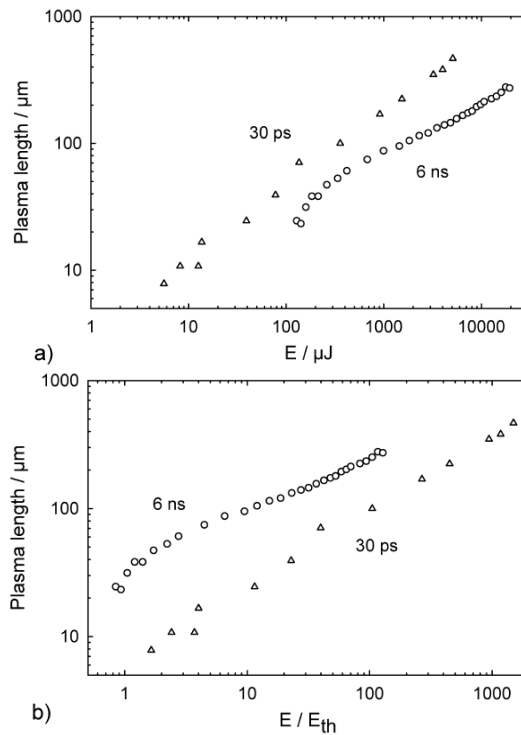 1000
100
10
Plasma length / µm
30 ps
6 ns
1 10 100 1000 10000
a) E / µJ
1000
100
10
Plasma length / µm
6 ns
30 ps
1 10 100 1000
b) E / Eth